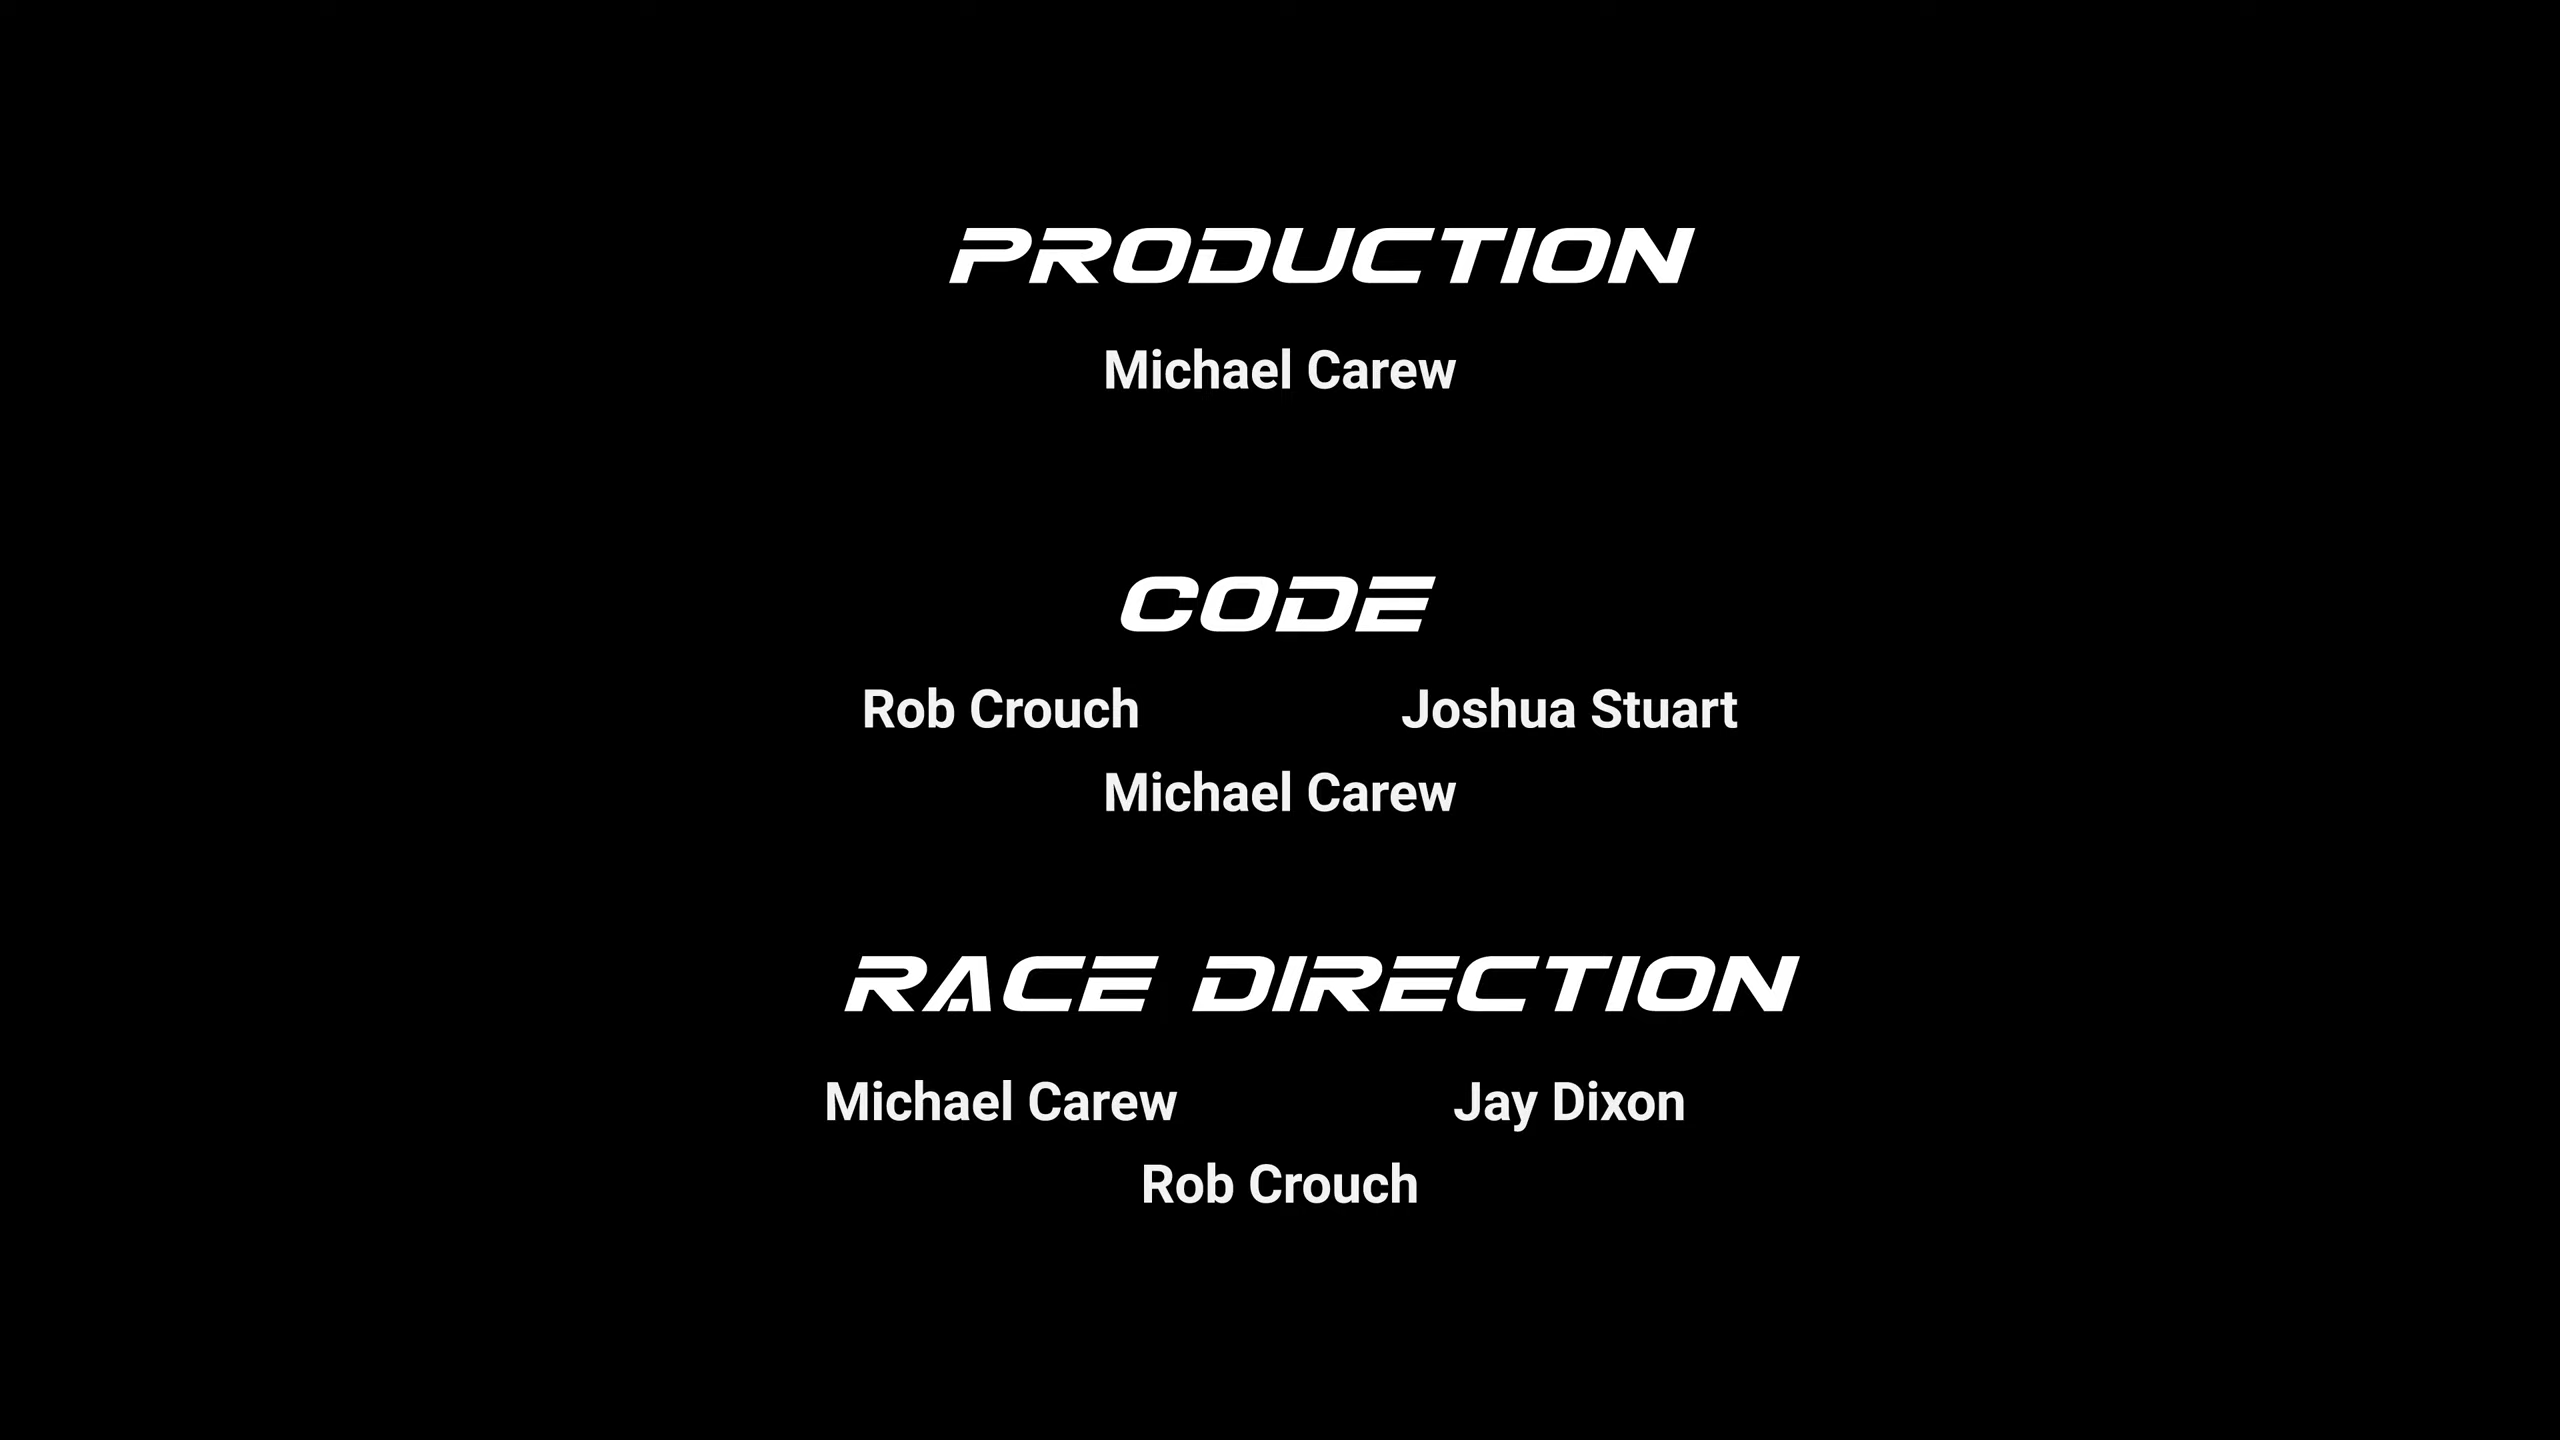 PRODUCTION
Michael Carew
CODE
Rob Crouch Joshua Stuart
Michael Carew
RACE DIRECTION
Michael Carew Jay Dixon
Rob Crouch